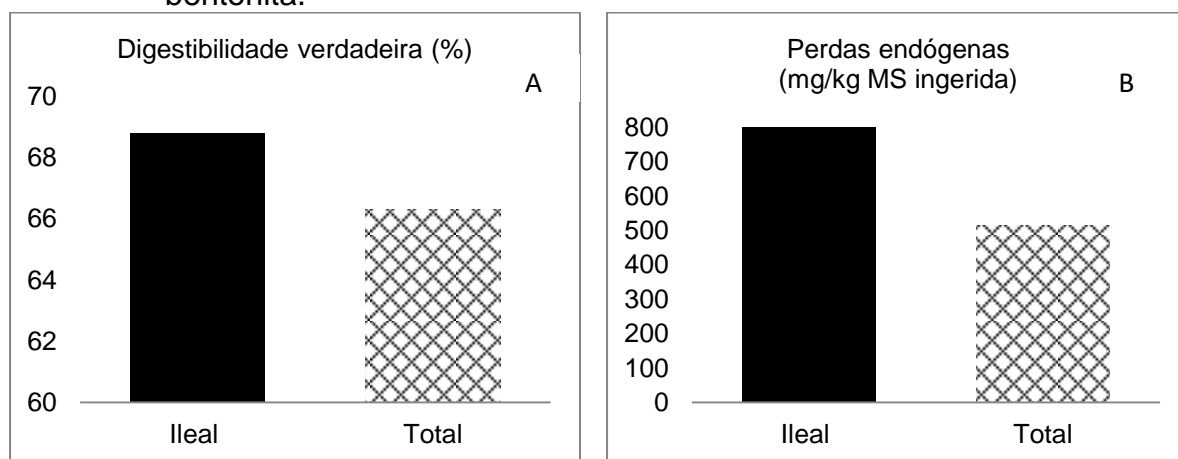 bentonita.
Digestibilidade verdadeira (%)
A
70
68
66
64
62
60
Ileal Total
Perdas endógenas
(mg/kg MS ingerida)
B
800
700
600
500
400
300
200
100
0
Ileal Total